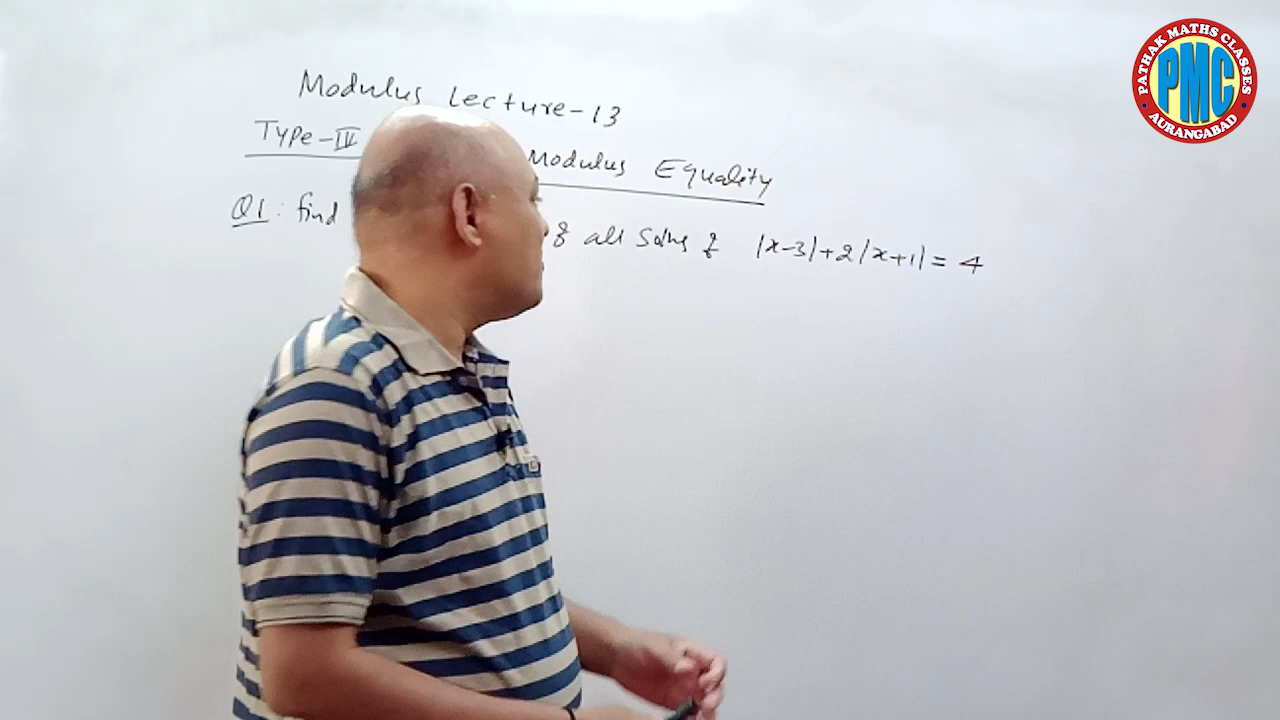 Modulus Lecture-13
Type-IV Modulus Equality
Q1: find of all Solns of |x-3|+2|x+1|=4
PATHAK MATHS CLASSES
PMC
AURANGABAD